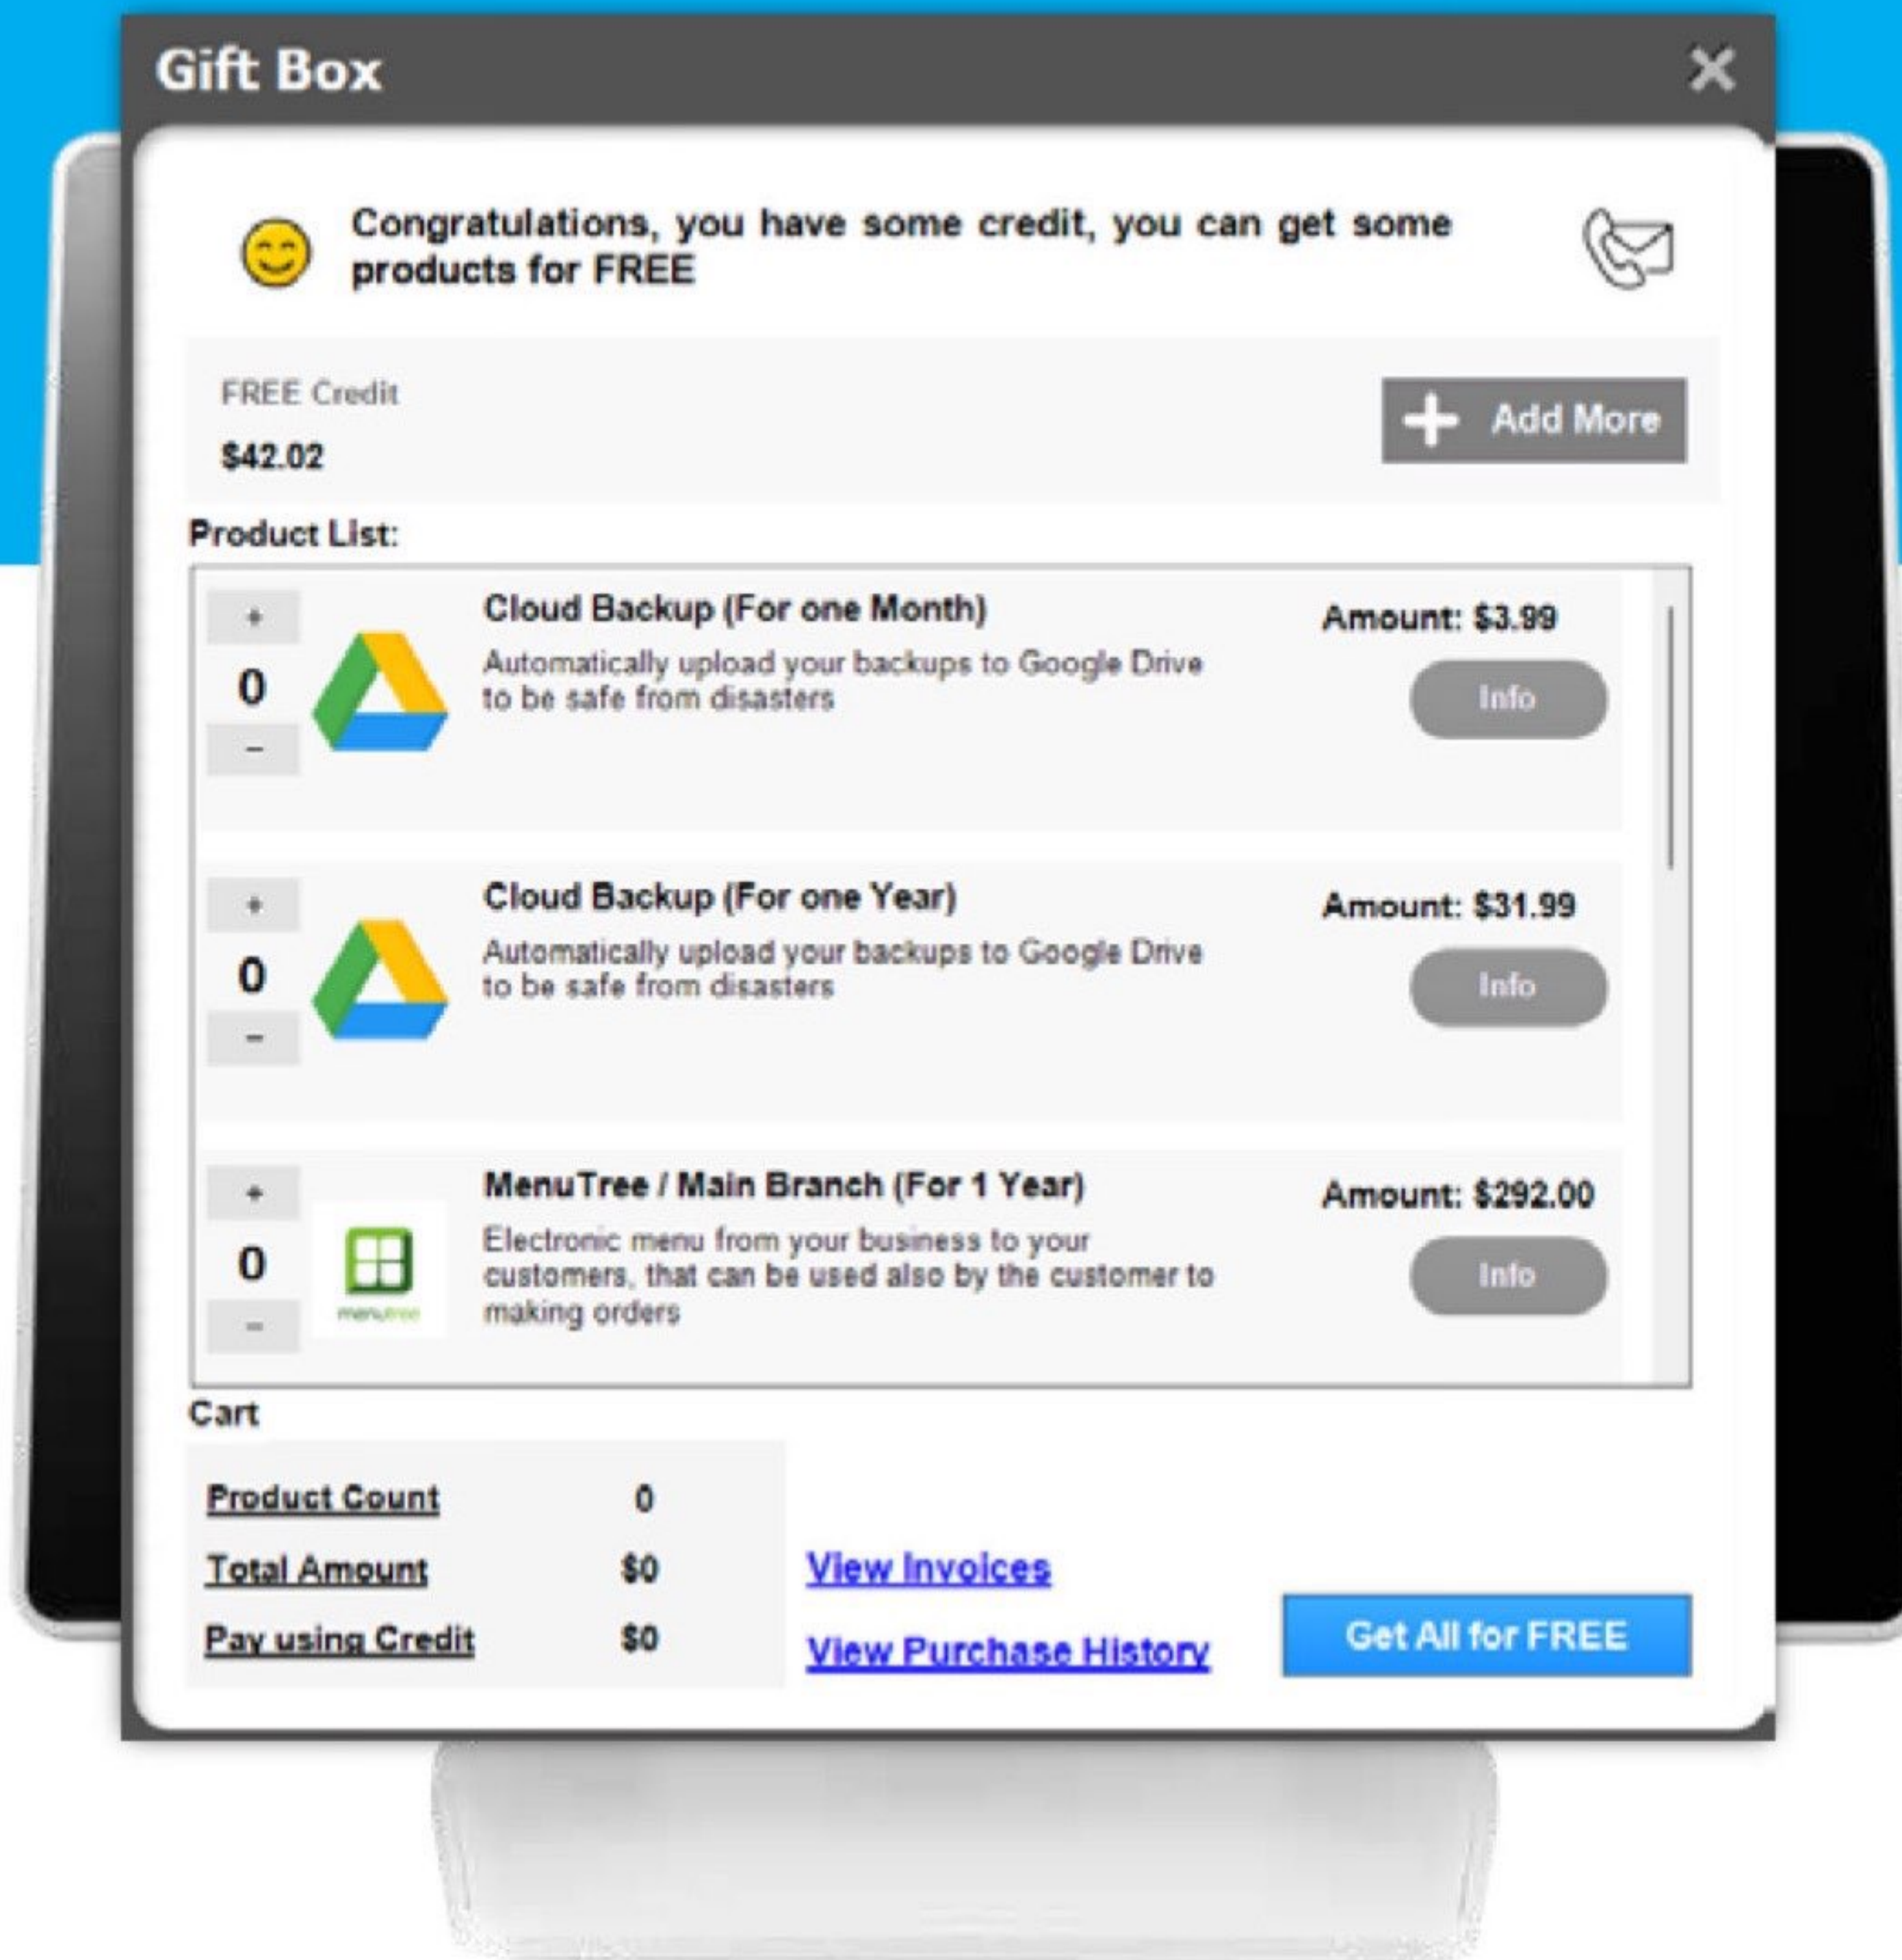 Gift Box
Congratulations, you have some credit, you can get some
products for FREE
FREE Credit
Add More
$42.02
Product List:
+
Cloud Backup (For one Month)
Amount: $3.99
0
Automatically upload your backups to Google Drive
to be safe from disasters
Info
-
+
Cloud Backup (For one Year)
Amount: $31.99
0
Automatically upload your backups to Google Drive
to be safe from disasters
Info
-
+
MenuTree / Main Branch (For 1 Year)
Amount: $292.00
0
Electronic menu from your business to your
customers, that can be used also by the customer to
making orders
Info
-
menutree
Cart
Product Count 0
Total Amount $0
View Invoices
Pay using Credit $0
View Purchase History
Get All for FREE